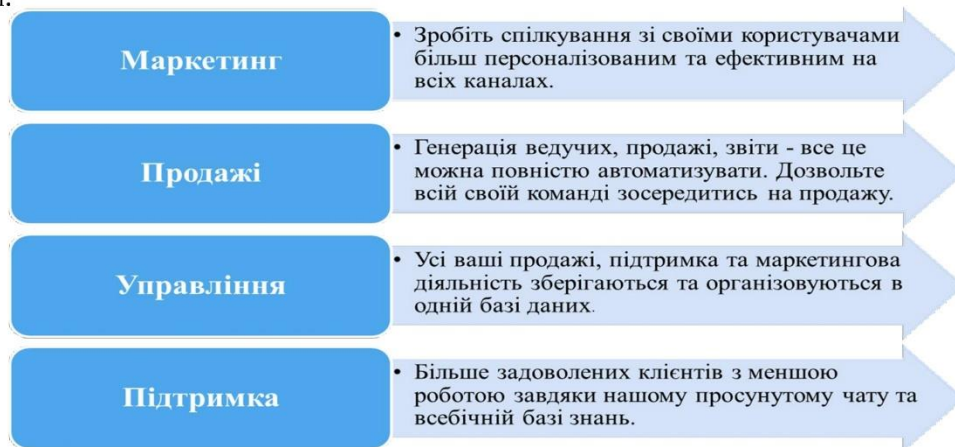 Маркетинг
• Зробіть спілкування зі своїми користувачами
більш персоналізованим та ефективним на
всіх каналах.
Продажі
• Генерація ведучих, продажі, звіти - все це
можна повністю автоматизувати. Дозвольте
всій своїй команді зосередитись на продажу.
Управління
• Усі ваші продажі, підтримка та маркетингова
діяльність зберігаються та організовуються в
одній базі даних.
Підтримка
• Більше задоволених клієнтів з меншою
роботою завдяки нашому просунутому чату та
всебічній базі знань.